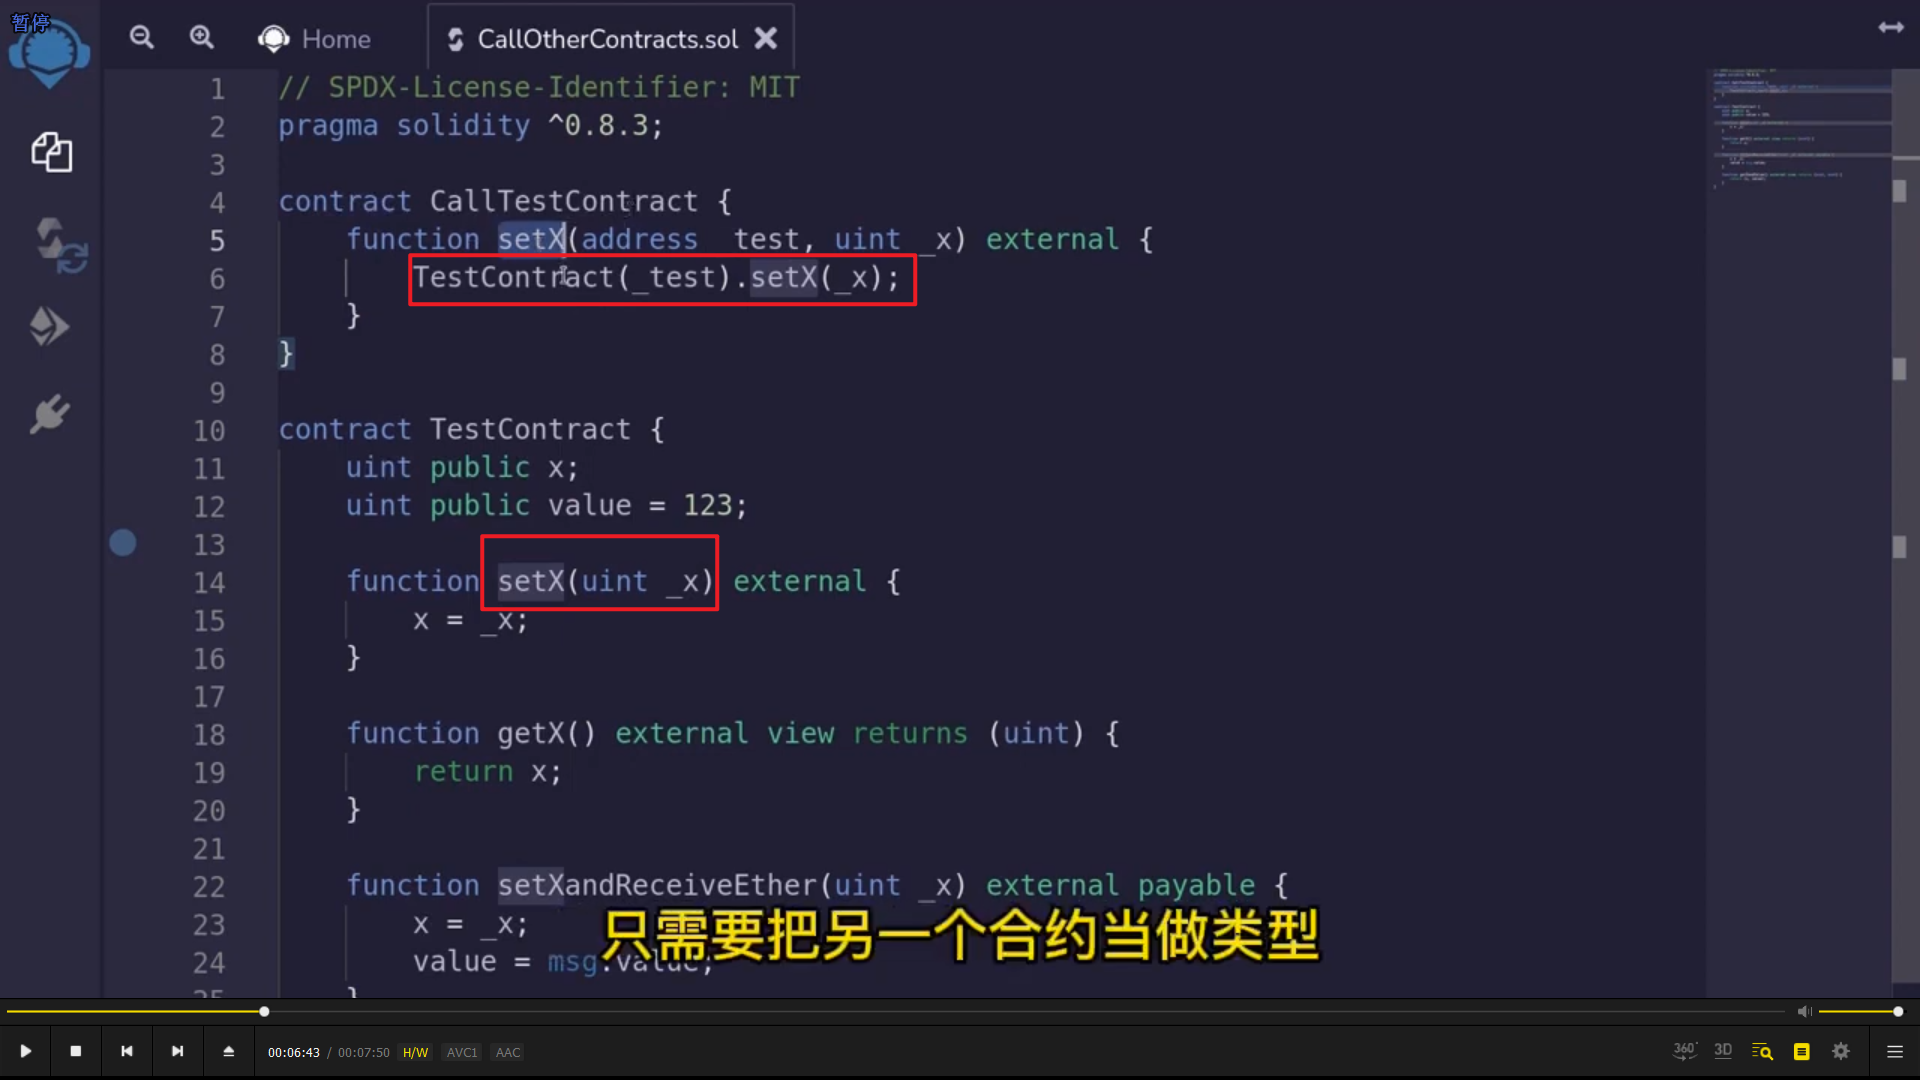 暂停
Home
CallOtherContracts.sol
1 // SPDX-License-Identifier: MIT
2 pragma solidity ^0.8.3;
3
4 contract CallTestContract {
5 function setX(address _test, uint _x) external {
6 TestContract(_test).setX(_x);
7 }
8 }
9
10 contract TestContract {
11 uint public x;
12 uint public value = 123;
13
14 function setX(uint _x) external {
15 x = _x;
16 }
17
18 function getX() external view returns (uint) {
19 return x;
20 }
21
22 function setXandReceiveEther(uint _x) external payable {
23 x = _x;
24 value = msg.value;
25 }
只需要把另一个合约当做类型
00:06:43 / 00:07:50 H/W AVC1 AAC
360° 3D